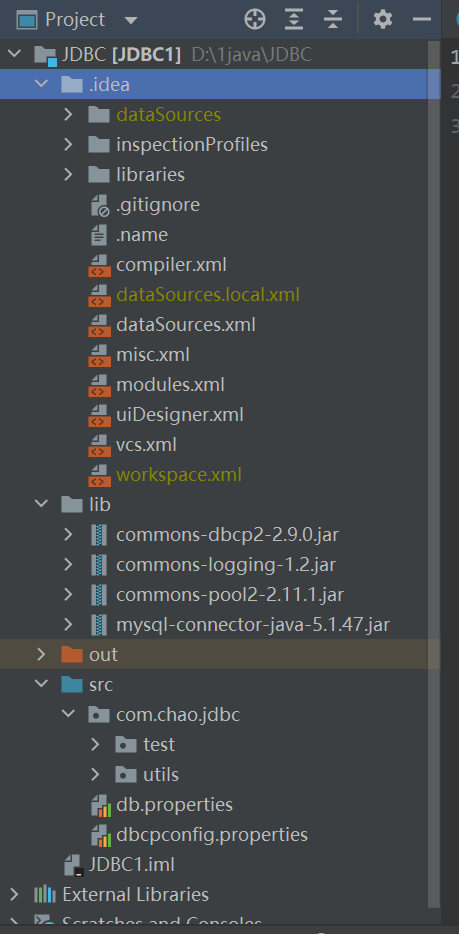 Project
1
JDBC [JDBC1] D:\1java\JDBC
.idea
2
dataSources
3
inspectionProfiles
libraries
.gitignore
.name
compiler.xml
dataSources.local.xml
dataSources.xml
misc.xml
modules.xml
uiDesigner.xml
vcs.xml
workspace.xml
lib
commons-dbcp2-2.9.0.jar
commons-logging-1.2.jar
commons-pool2-2.11.1.jar
mysql-connector-java-5.1.47.jar
out
src
com.chao.jdbc
test
utils
db.properties
dbcpconfig.properties
JDBC1.iml
External Libraries
Scratches and Consoles